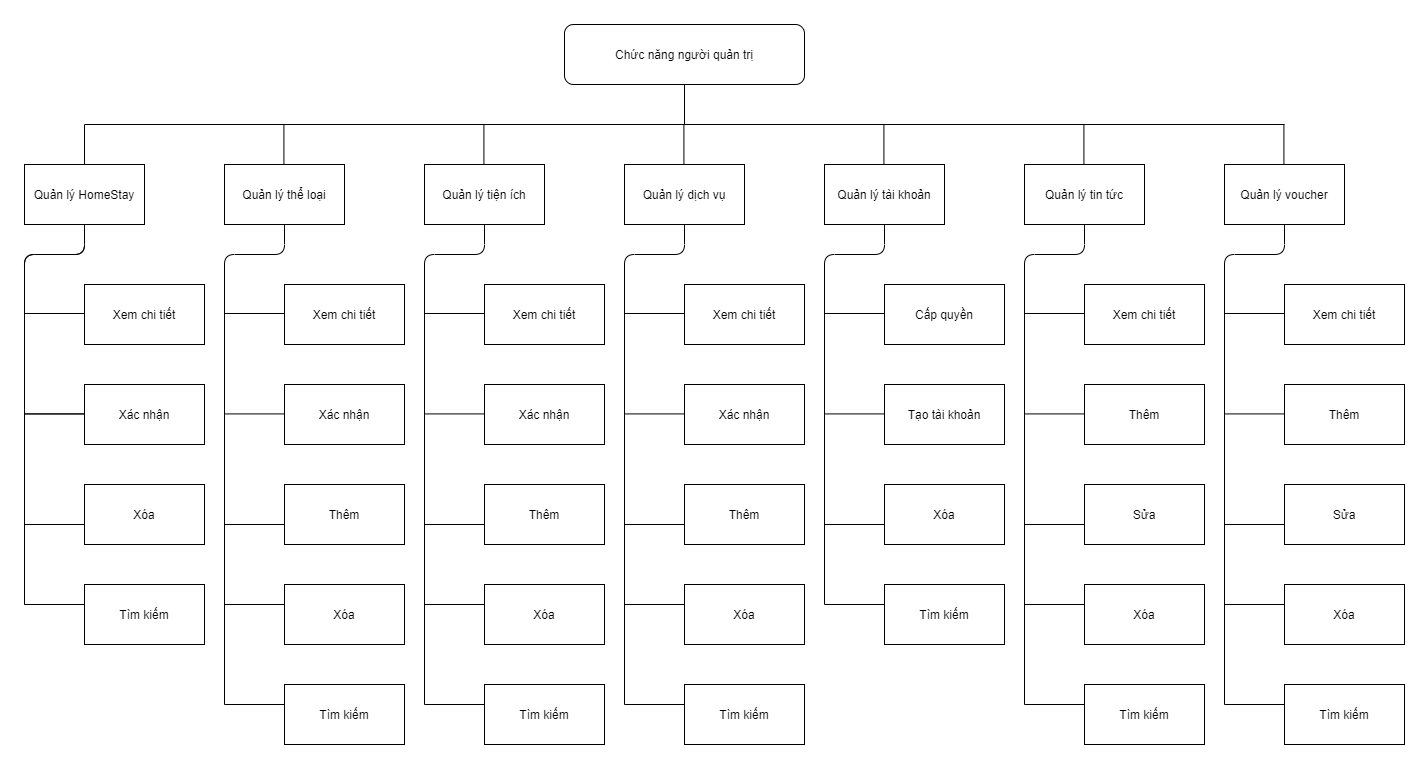 Chức năng người quản trị
Quản lý HomeStay
Quản lý thể loại
Quản lý tiện ích
Quản lý dịch vụ
Quản lý tài khoản
Quản lý tin tức
Quản lý voucher
Xem chi tiết
Xem chi tiết
Xem chi tiết
Xem chi tiết
Cấp quyền
Xem chi tiết
Xem chi tiết
Xác nhận
Xác nhận
Xác nhận
Xác nhận
Tạo tài khoản
Thêm
Thêm
Xóa
Thêm
Thêm
Thêm
Xóa
Sửa
Sửa
Tìm kiếm
Xóa
Xóa
Xóa
Tìm kiếm
Xóa
Xóa
Tìm kiếm
Tìm kiếm
Tìm kiếm
Tìm kiếm
Tìm kiếm